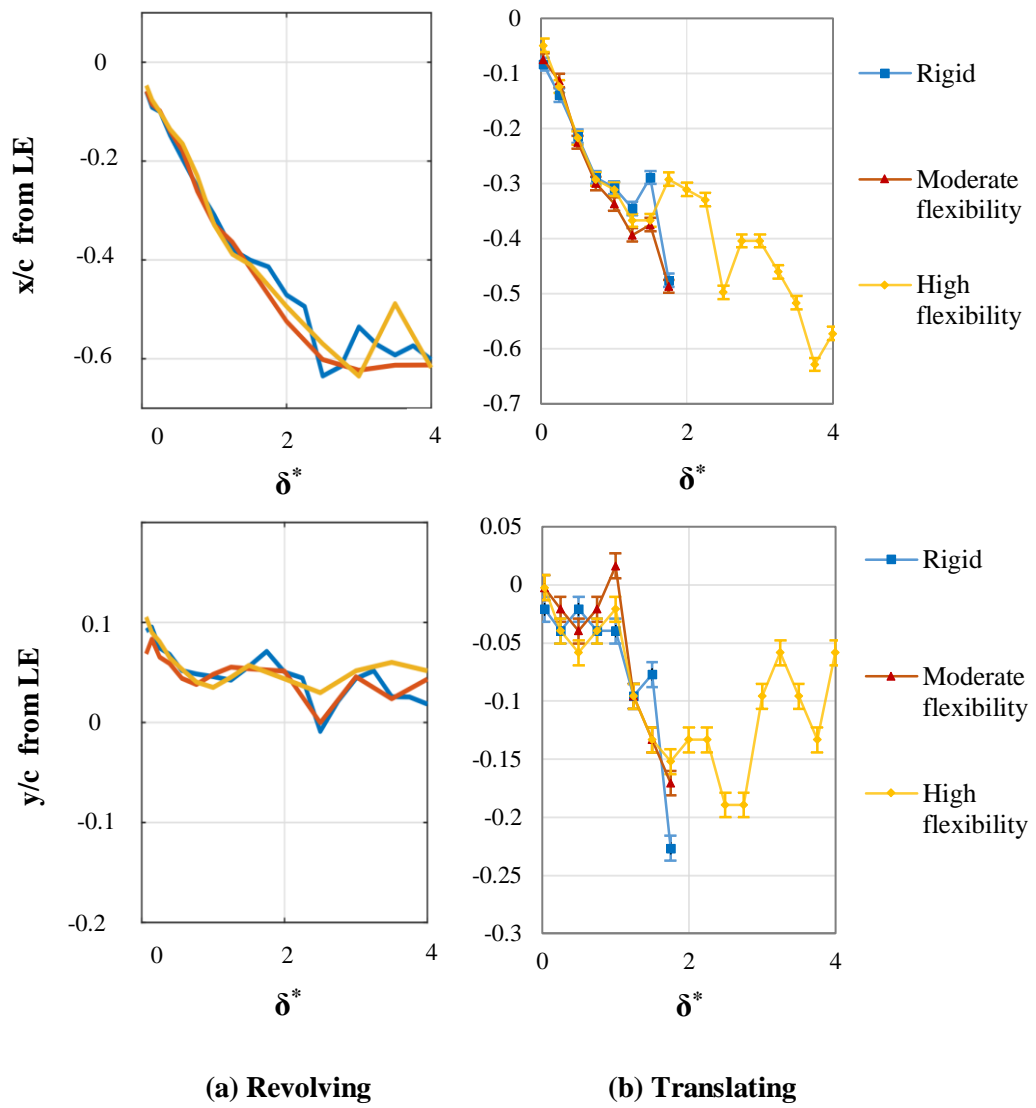 x/c from LE
0
-0.2
-0.4
-0.6
0
2
4
δ*
0
-0.1
-0.2
-0.3
-0.4
-0.5
-0.6
-0.7
0
2
4
δ*
Rigid
Moderate
flexibility
High
flexibility
y/c from LE
0.1
0
-0.1
-0.2
0
2
4
δ*
0.05
0
-0.05
-0.1
-0.15
-0.2
-0.25
-0.3
0
2
4
δ*
Rigid
Moderate
flexibility
High
flexibility
(a) Revolving
(b) Translating